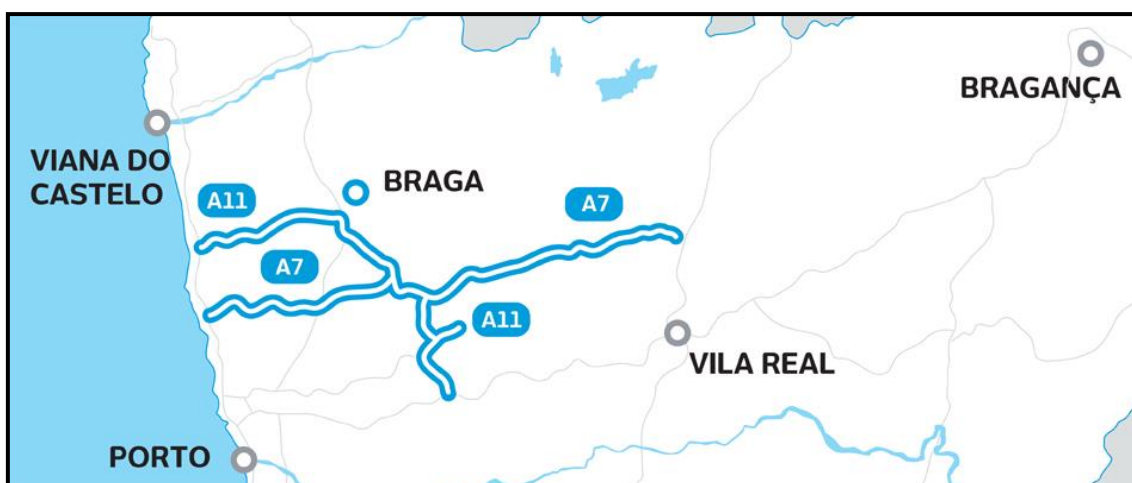 BRAGANÇA
VIANA DO
CASTELO
BRAGA
A11
A7
A7
A11
VILA REAL
PORTO